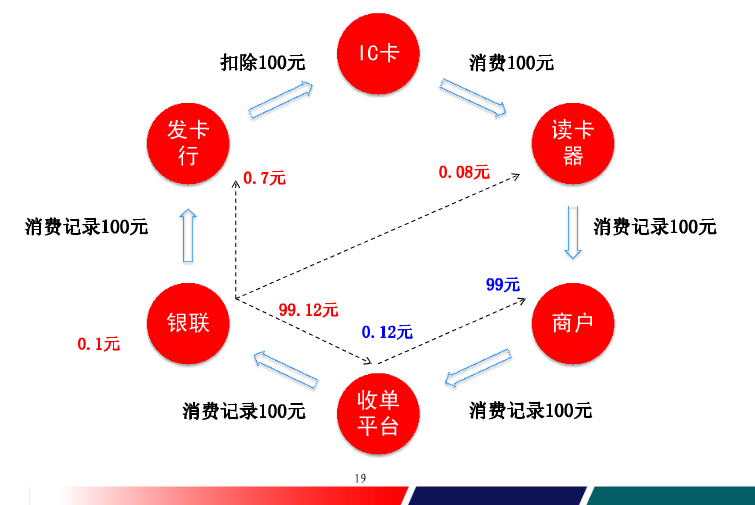 IC卡
扣除100元
消费100元
发卡
行
读卡
器
0.7元
0.08元
消费记录100元
消费记录100元
99元
银联
99.12元
商户
0.12元
0.1元
收单
平台
消费记录100元
消费记录100元
19